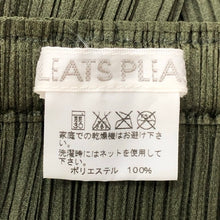 LEATS PLEA
家庭での乾燥機はお避け下さい。
洗濯時にはネットを使用して下さい。
ポリエステル 100%